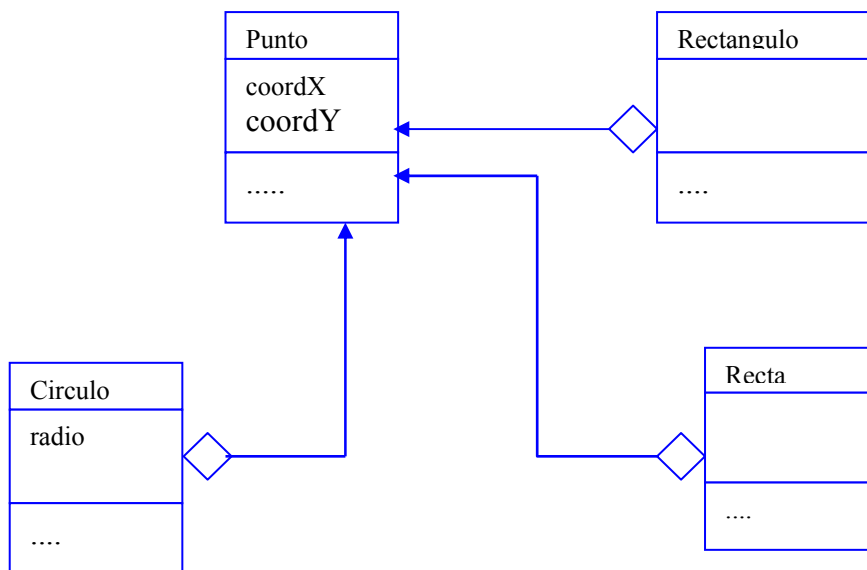 Punto
coordX
coordY
.....
Rectangulo
....
Circulo
radio
....
Recta
....